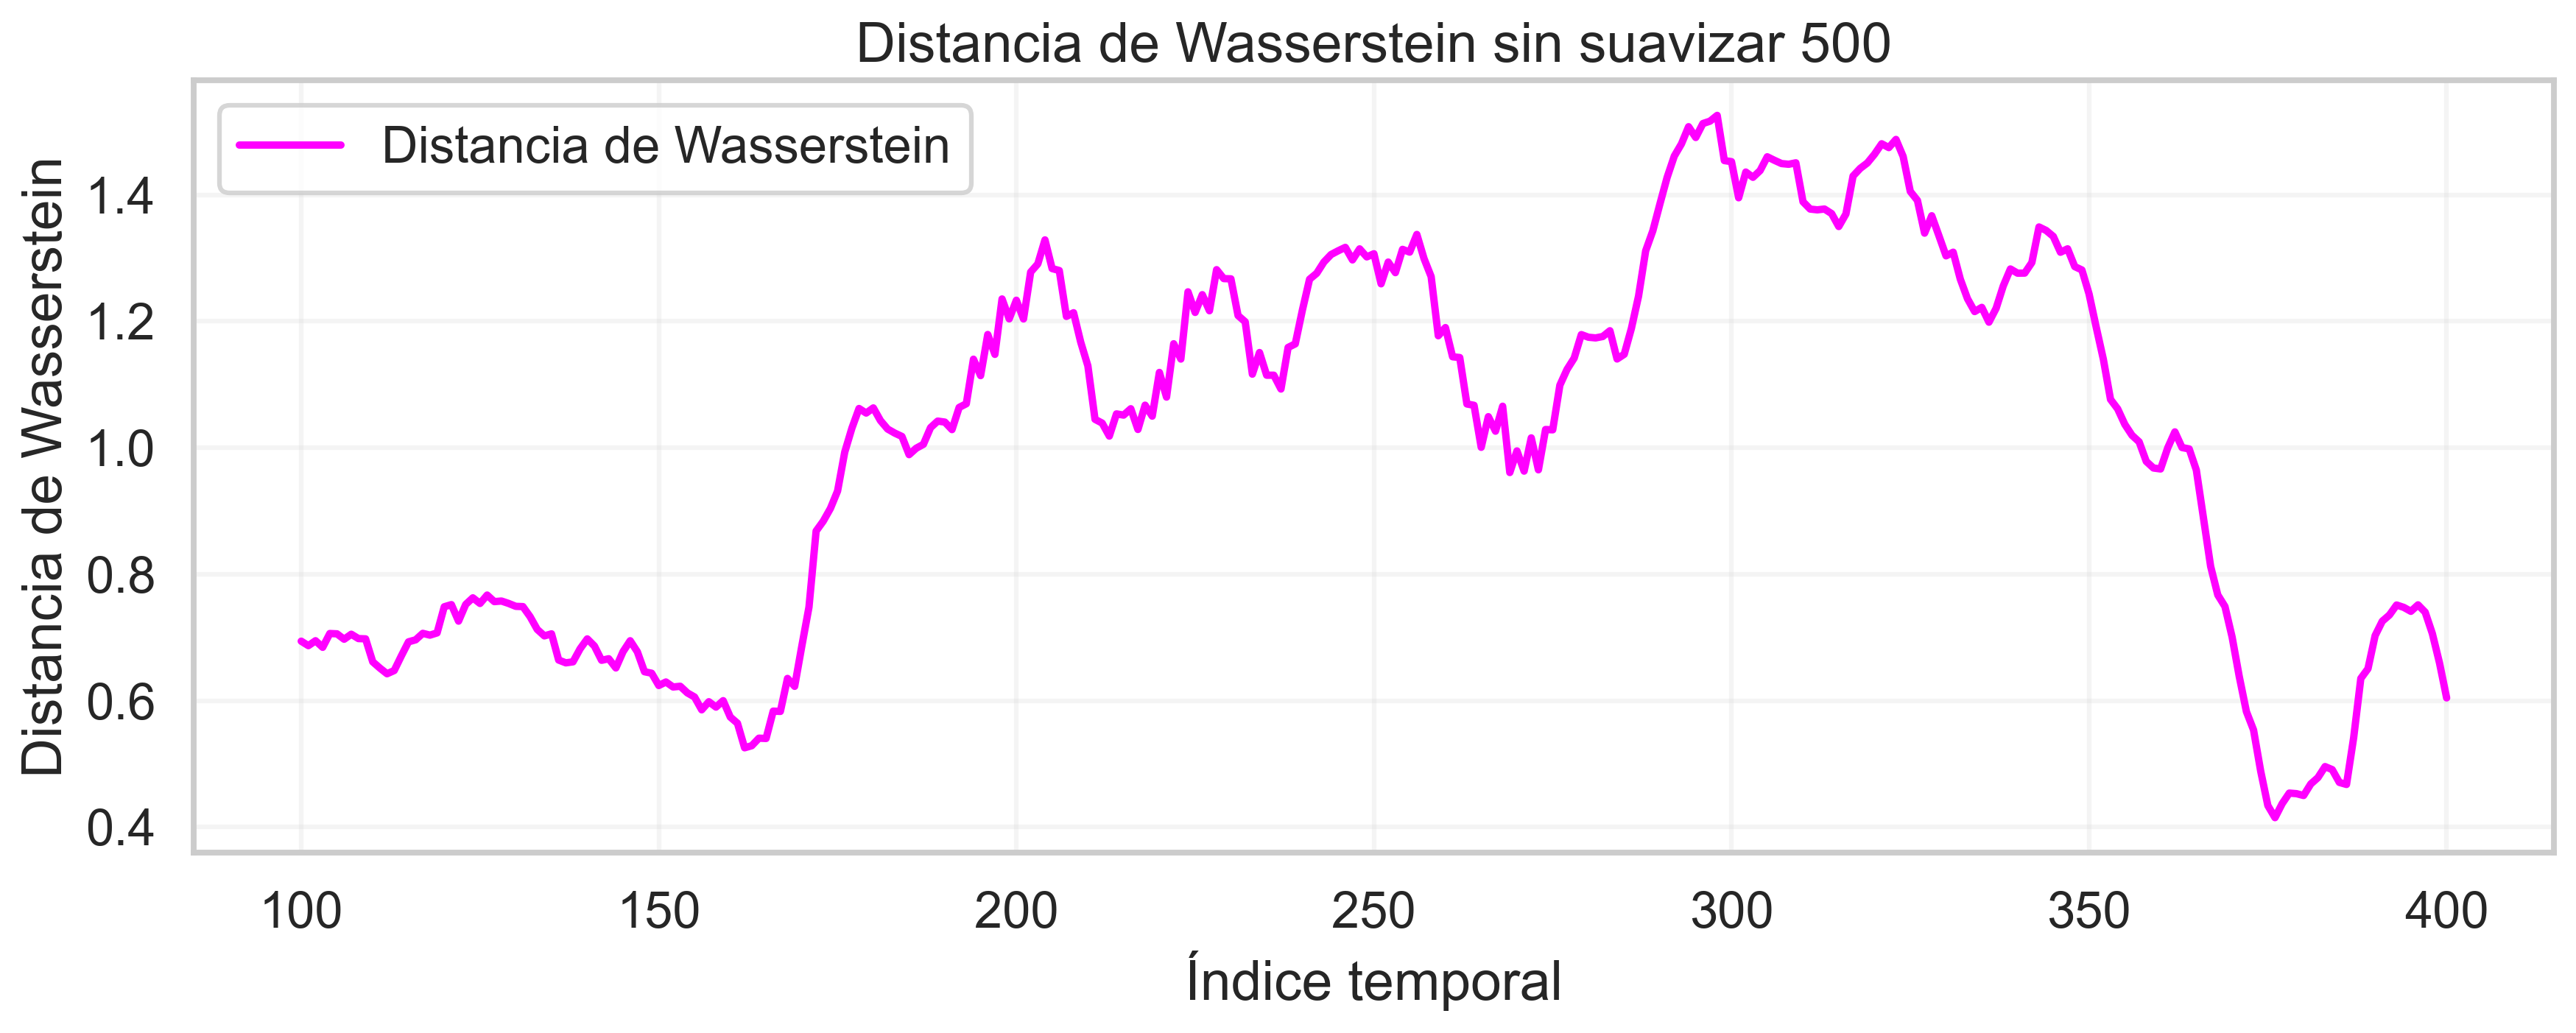 Distancia de Wasserstein sin suavizar 500
Distancia de Wasserstein
Distancia de Wasserstein
1.4
1.2
1.0
0.8
0.6
0.4
100 150 200 250 300 350 400
Índice temporal